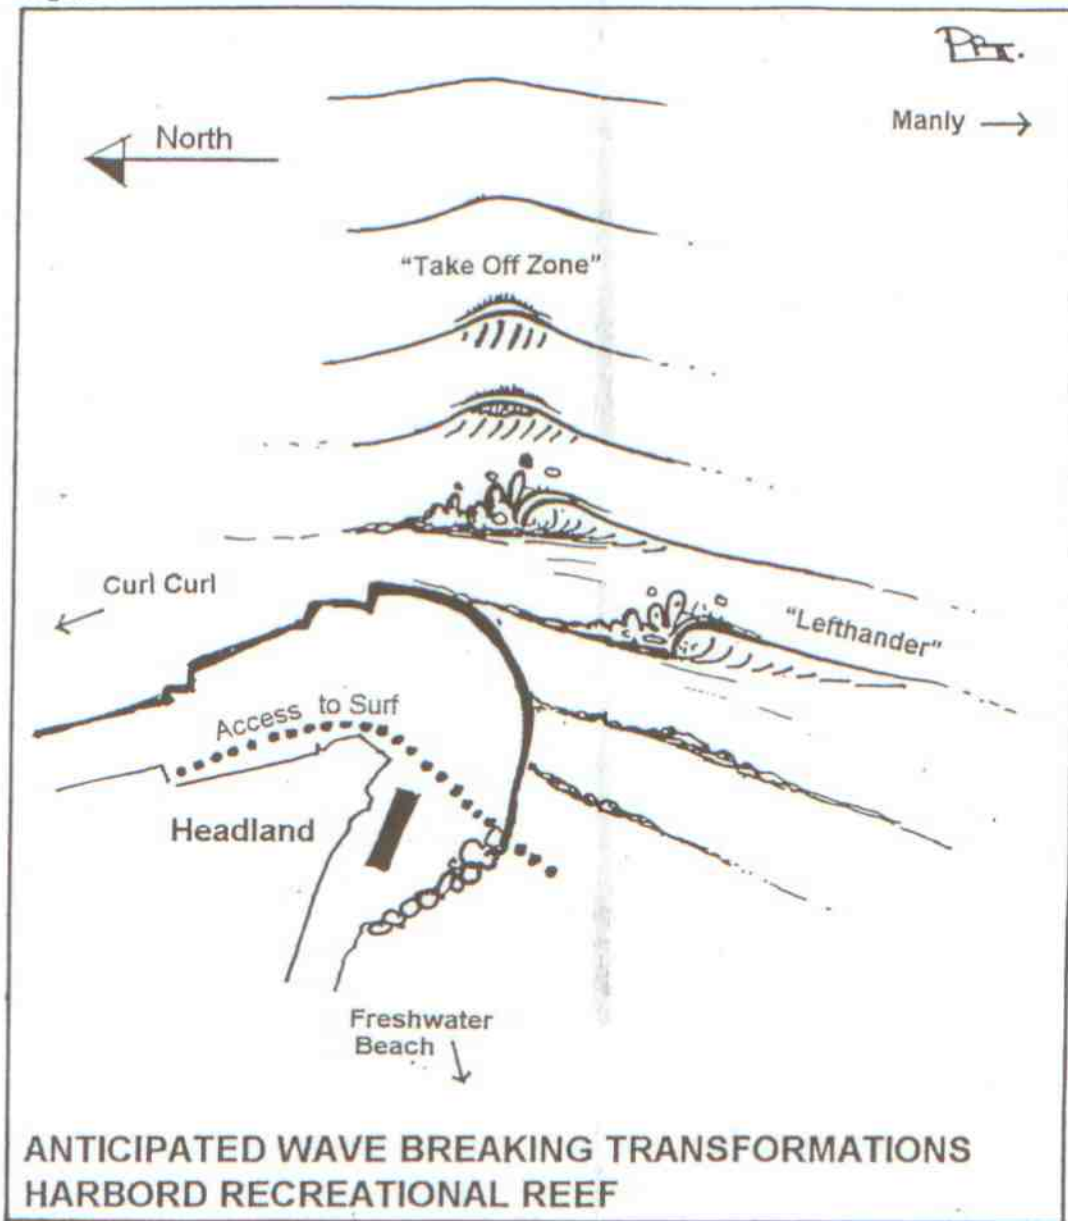 North
Manly
"Take Off Zone"
Curl Curl
"Lefthander"
Access to Surf
Headland
Freshwater
Beach
ANTICIPATED WAVE BREAKING TRANSFORMATIONS
HARBORD RECREATIONAL REEF